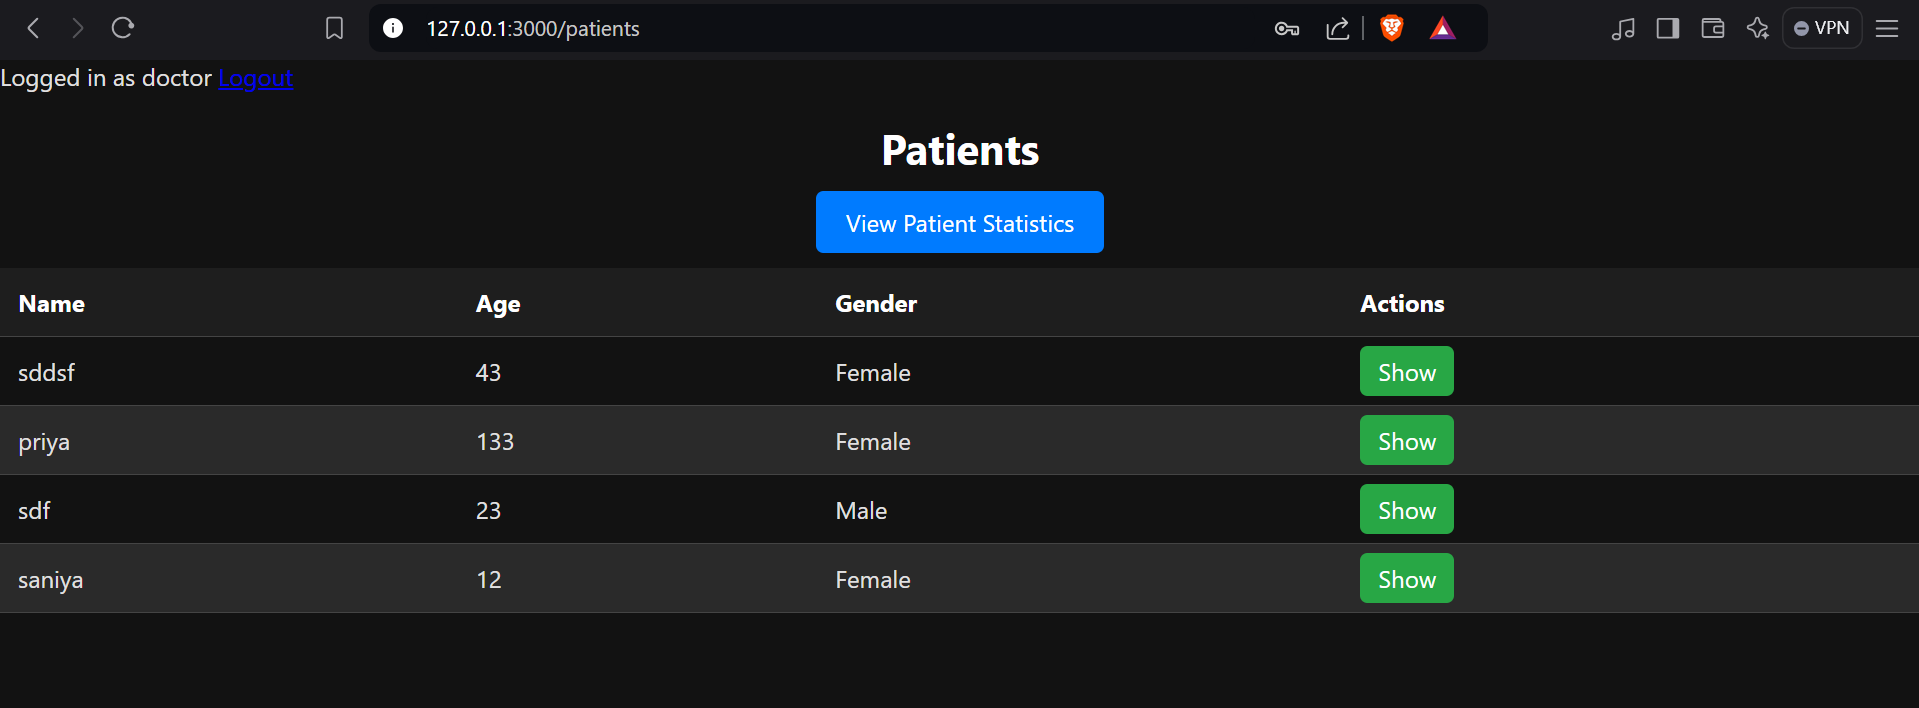 127.0.0.1:3000/patients
VPN
Logged in as doctor Logout
Patients
View Patient Statistics
Name Age Gender Actions
sddsf 43 Female Show
priya 133 Female Show
sdf 23 Male Show
saniya 12 Female Show